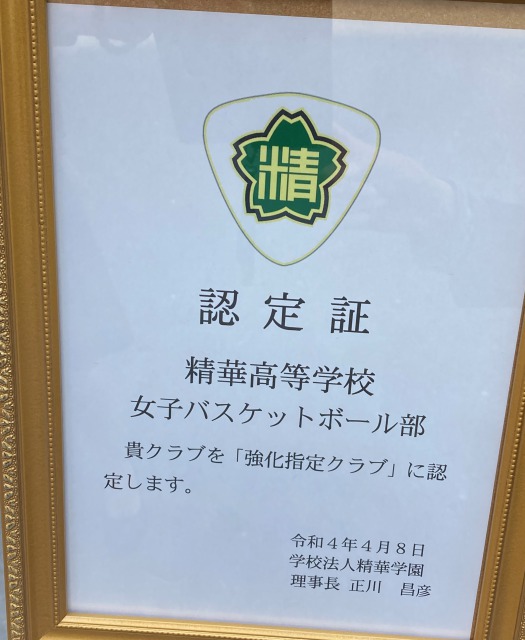 精
認定証
精華高等学校
女子バスケットボール部
貴クラブを「強化指定クラブ」に認
定します。
令和４年４月８日
学校法人精華学園
理事長 正川　昌彦